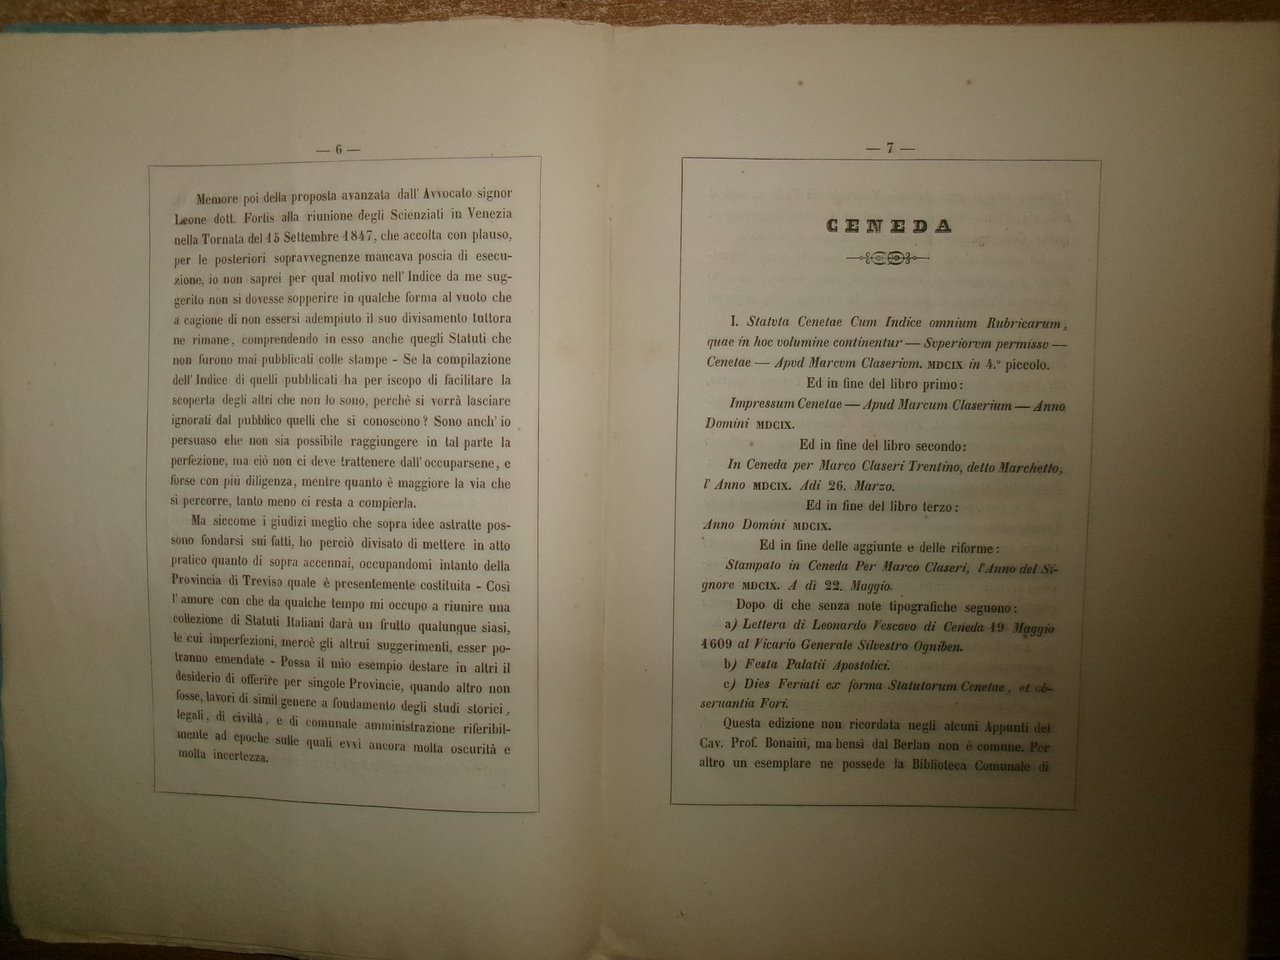 — 6 —
Memore poi della proposta avanzata dall' Avvocato signor
Leone dott. Fortis alla riunione degli Scienziati in Venezia
nella Tornata del 15 Settembre 1847, che accolta con plauso,
per le posteriori sopravvegnenze mancava poscia di esecu-
zione, io non saprei per qual motivo nell' Indice da me sug-
gerito non si dovesse sopperire in qualche forma al vuoto che
a cagione di non essersi adempiuto il suo divisamento tuttora
ne rimane, comprendendo in esso anche quegli Statuti che
non furono mai pubblicati colle stampe - Se la compilazione
dell' Indice di quelli pubblicati ha per iscopo di facilitare la
scoperta degli altri che non lo sono, perchè si vorrà lasciare
ignorati dal pubblico quelli che si conoscono? Sono anch' io
persuaso che non sia possibile raggiungere in tal parte la
perfezione, ma ciò non ci deve trattenere dall' occuparsene, e
forse con più diligenza, mentre quanto è maggiore la via che
si percorre, tanto meno ci resta a compierla.
Ma siccome i giudizi meglio che sopra idee astratte pos-
sono fondarsi sui fatti, ho perciò divisato di mettere in atto
pratico quanto di sopra accennai, occupandomi intanto della
Provincia di Treviso quale è presentemente costituita - Così
l' amore con che da qualche tempo mi occupo a riunire una
collezione di Statuti Italiani darà un frutto qualunque siasi,
le cui imperfezioni, mercè gli altrui suggerimenti, esser po-
tranno emendate - Possa il mio esempio destare in altri il
desiderio di offerire per singole Provincie, quando altro non
fosse, lavori di simil genere a fondamento degli studi storici,
legali, di civiltà, e di comunale amministrazione riferibil-
mente ad epoche sulle quali evvi ancora molta oscurità e
molta incertezza.
— 7 —
CENEDA
I. Statvta Cenetae Cum Indice omnium Rubricarum,
quae in hoc volumine continentur — Svperiorvm permissv —
Cenetae — Apvd Marcvm Claserivm. MDCIX in 4.° piccolo.
Ed in fine del libro primo:
Impressum Cenetae — Apud Marcum Claserium — Anno
Domini MDCIX.
Ed in fine del libro secondo:
In Ceneda per Marco Claseri Trentino, detto Marchetto,
l' Anno MDCIX. Adi 26. Marzo.
Ed in fine del libro terzo:
Anno Domini MDCIX.
Ed in fine delle aggiunte e delle riforme:
Stampato in Ceneda Per Marco Claseri, l'Anno del Si-
gnore MDCIX. A di 22. Maggio.
Dopo di che senza note tipografiche seguono:
a) Lettera di Leonardo Vescovo di Ceneda 19 Maggio
1609 al Vicario Generale Silvestro Ogniben.
b) Festa Palatii Apostolici.
c) Dies Feriati ex forma Statutorum Cenetae, et ob-
seruantia Fori.
Questa edizione non ricordata negli alcuni Appunti del
Cav. Prof. Bonaini, ma bensi dal Berlan non è comune. Per
altro un esemplare ne possede la Biblioteca Comunale di